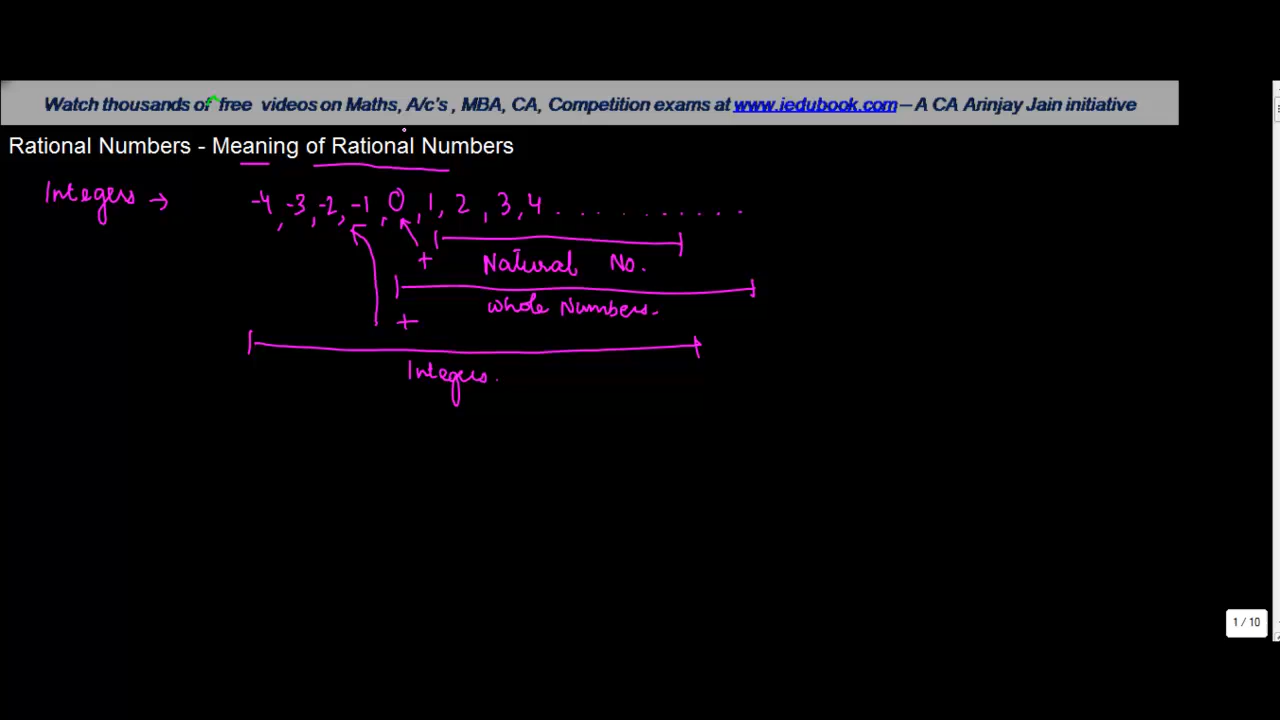 Watch thousands of free videos on Maths, A/c's , MBA, CA, Competition exams at www.iedubook.com – A CA Arinjay Jain initiative
Rational Numbers - Meaning of Rational Numbers
Integers → -4, -3, -2, -1, 0, 1, 2, 3, 4 . . . . . . . . . .
+ Natural No.
Whole Numbers.
+
Integers.
1 / 10